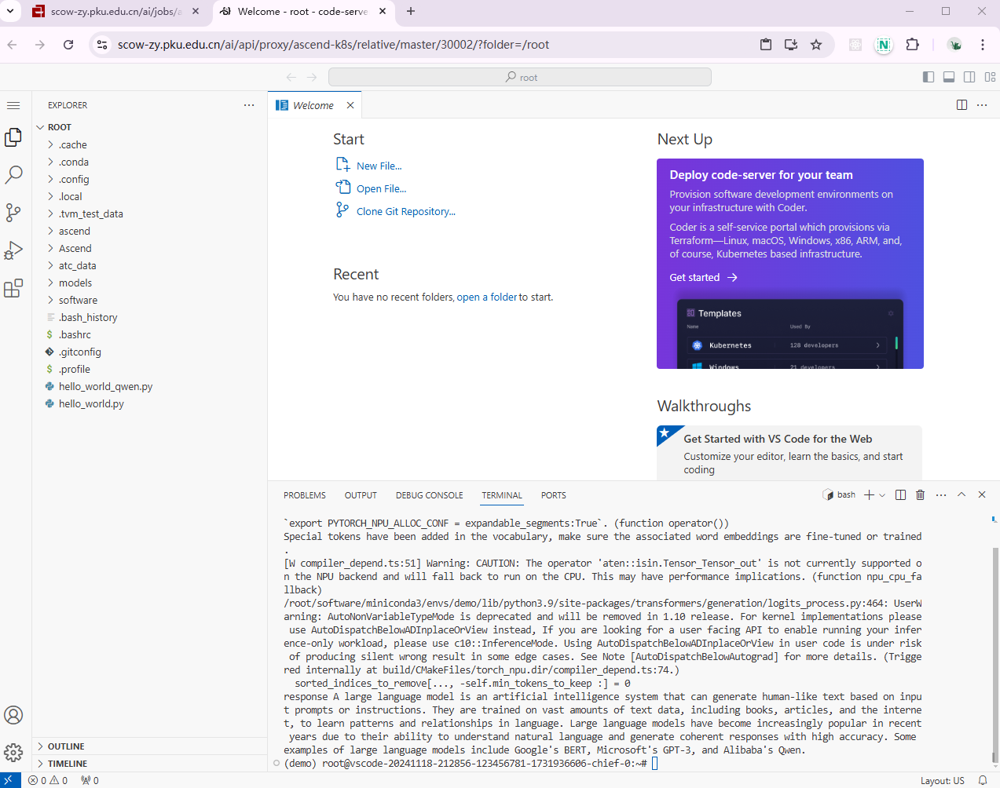 scow-zy.pku.edu.cn/ai/jobs/a
Welcome - root - code-serve
scow-zy.pku.edu.cn/ai/api/proxy/ascend-k8s/relative/master/30002/?folder=/root
root
EXPLORER
ROOT
.cache
.conda
.config
.local
.tvm_test_data
ascend
Ascend
atc_data
models
software
.bash_history
.bashrc
.gitconfig
.profile
hello_world_qwen.py
hello_world.py
OUTLINE
TIMELINE
Welcome
Start
New File...
Open File...
Clone Git Repository...
Recent
You have no recent folders, open a folder to start.
Next Up
Deploy code-server for your team
Provision software development environments on
your infrastructure with Coder.
Coder is a self-service portal which provisions via
Terraform—Linux, macOS, Windows, x86, ARM, and,
of course, Kubernetes based infrastructure.
Get started
Templates
Name Used By
Kubernetes 128 developers
Windows 21 developers
Walkthroughs
Get Started with VS Code for the Web
Customize your editor, learn the basics, and start
coding
PROBLEMS OUTPUT DEBUG CONSOLE TERMINAL PORTS
bash
`export PYTORCH_NPU_ALLOC_CONF = expandable_segments:True`. (function operator())
Special tokens have been added in the vocabulary, make sure the associated word embeddings are fine-tuned or trained
.
[W compiler_depend.ts:51] Warning: CAUTION: The operator 'aten::isin.Tensor_Tensor_out' is not currently supported o
n the NPU backend and will fall back to run on the CPU. This may have performance implications. (function npu_cpu_fa
llback)
/root/software/miniconda3/envs/demo/lib/python3.9/site-packages/transformers/generation/logits_process.py:464: UserW
arning: AutoNonVariableTypeMode is deprecated and will be removed in 1.10 release. For kernel implementations please
use AutoDispatchBelowADInplaceOrView instead, If you are looking for a user facing API to enable running your infer
ence-only workload, please use c10::InferenceMode. Using AutoDispatchBelowADInplaceOrView in user code is under risk
of producing silent wrong result in some edge cases. See Note [AutoDispatchBelowAutograd] for more details. (Trigge
red internally at build/CMakeFiles/torch_npu.dir/compiler_depend.ts:74.)
sorted_indices_to_remove[..., -self.min_tokens_to_keep :] = 0
response A large language model is an artificial intelligence system that can generate human-like text based on inpu
t prompts or instructions. They are trained on vast amounts of text data, including books, articles, and the interne
t, to learn patterns and relationships in language. Large language models have become increasingly popular in recent
years due to their ability to understand natural language and generate coherent responses with high accuracy. Some
examples of large language models include Google's BERT, Microsoft's GPT-3, and Alibaba's Qwen.
(demo) root@vscode-20241118-212856-123456781-1731936606-chief-0:~#
0 0 0
Layout: US